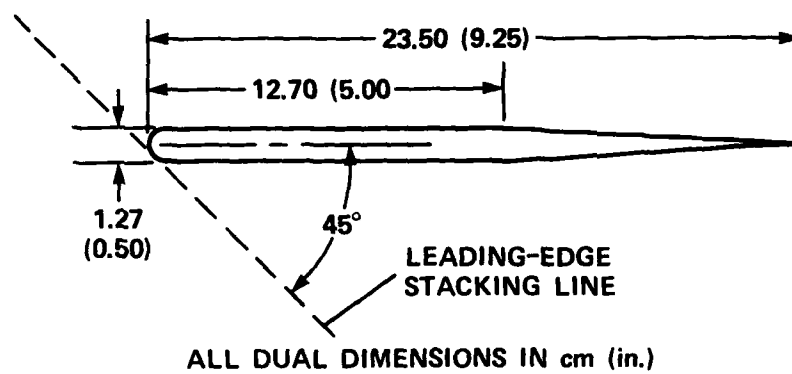 23.50 (9.25)
12.70 (5.00
1.27
(0.50)
45°
LEADING-EDGE
STACKING LINE
ALL DUAL DIMENSIONS IN cm (in.)